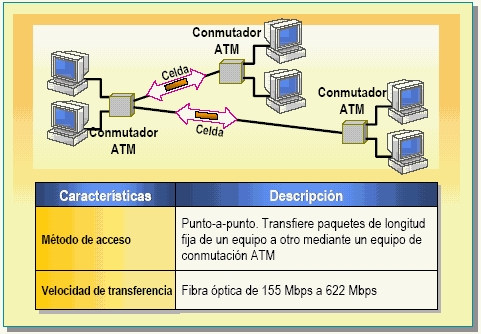 Conmutador
ATM
Celda
Conmutador
ATM
Conmutador
ATM
Celda
Características Descripción
Método de acceso
Punto-a-punto. Transfiere paquetes de longitud
fija de un equipo a otro mediante un equipo de
conmutación ATM
Velocidad de transferencia Fibra óptica de 155 Mbps a 622 Mbps